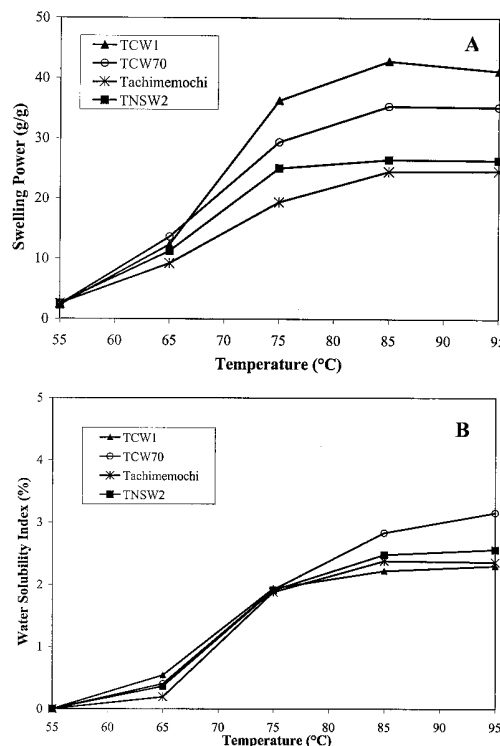 A
TCW1
TCW70
Tachimemochi
TNSW2
Swelling Power (g/g)
50
40
30
20
10
0
55 60 65 70 75 80 85 90 95
Temperature (°C)
B
TCW1
TCW70
Tachimemochi
TNSW2
Water Solubility Index (%)
5
4
3
2
1
0
55 60 65 70 75 80 85 90 95
Temperature (°C)